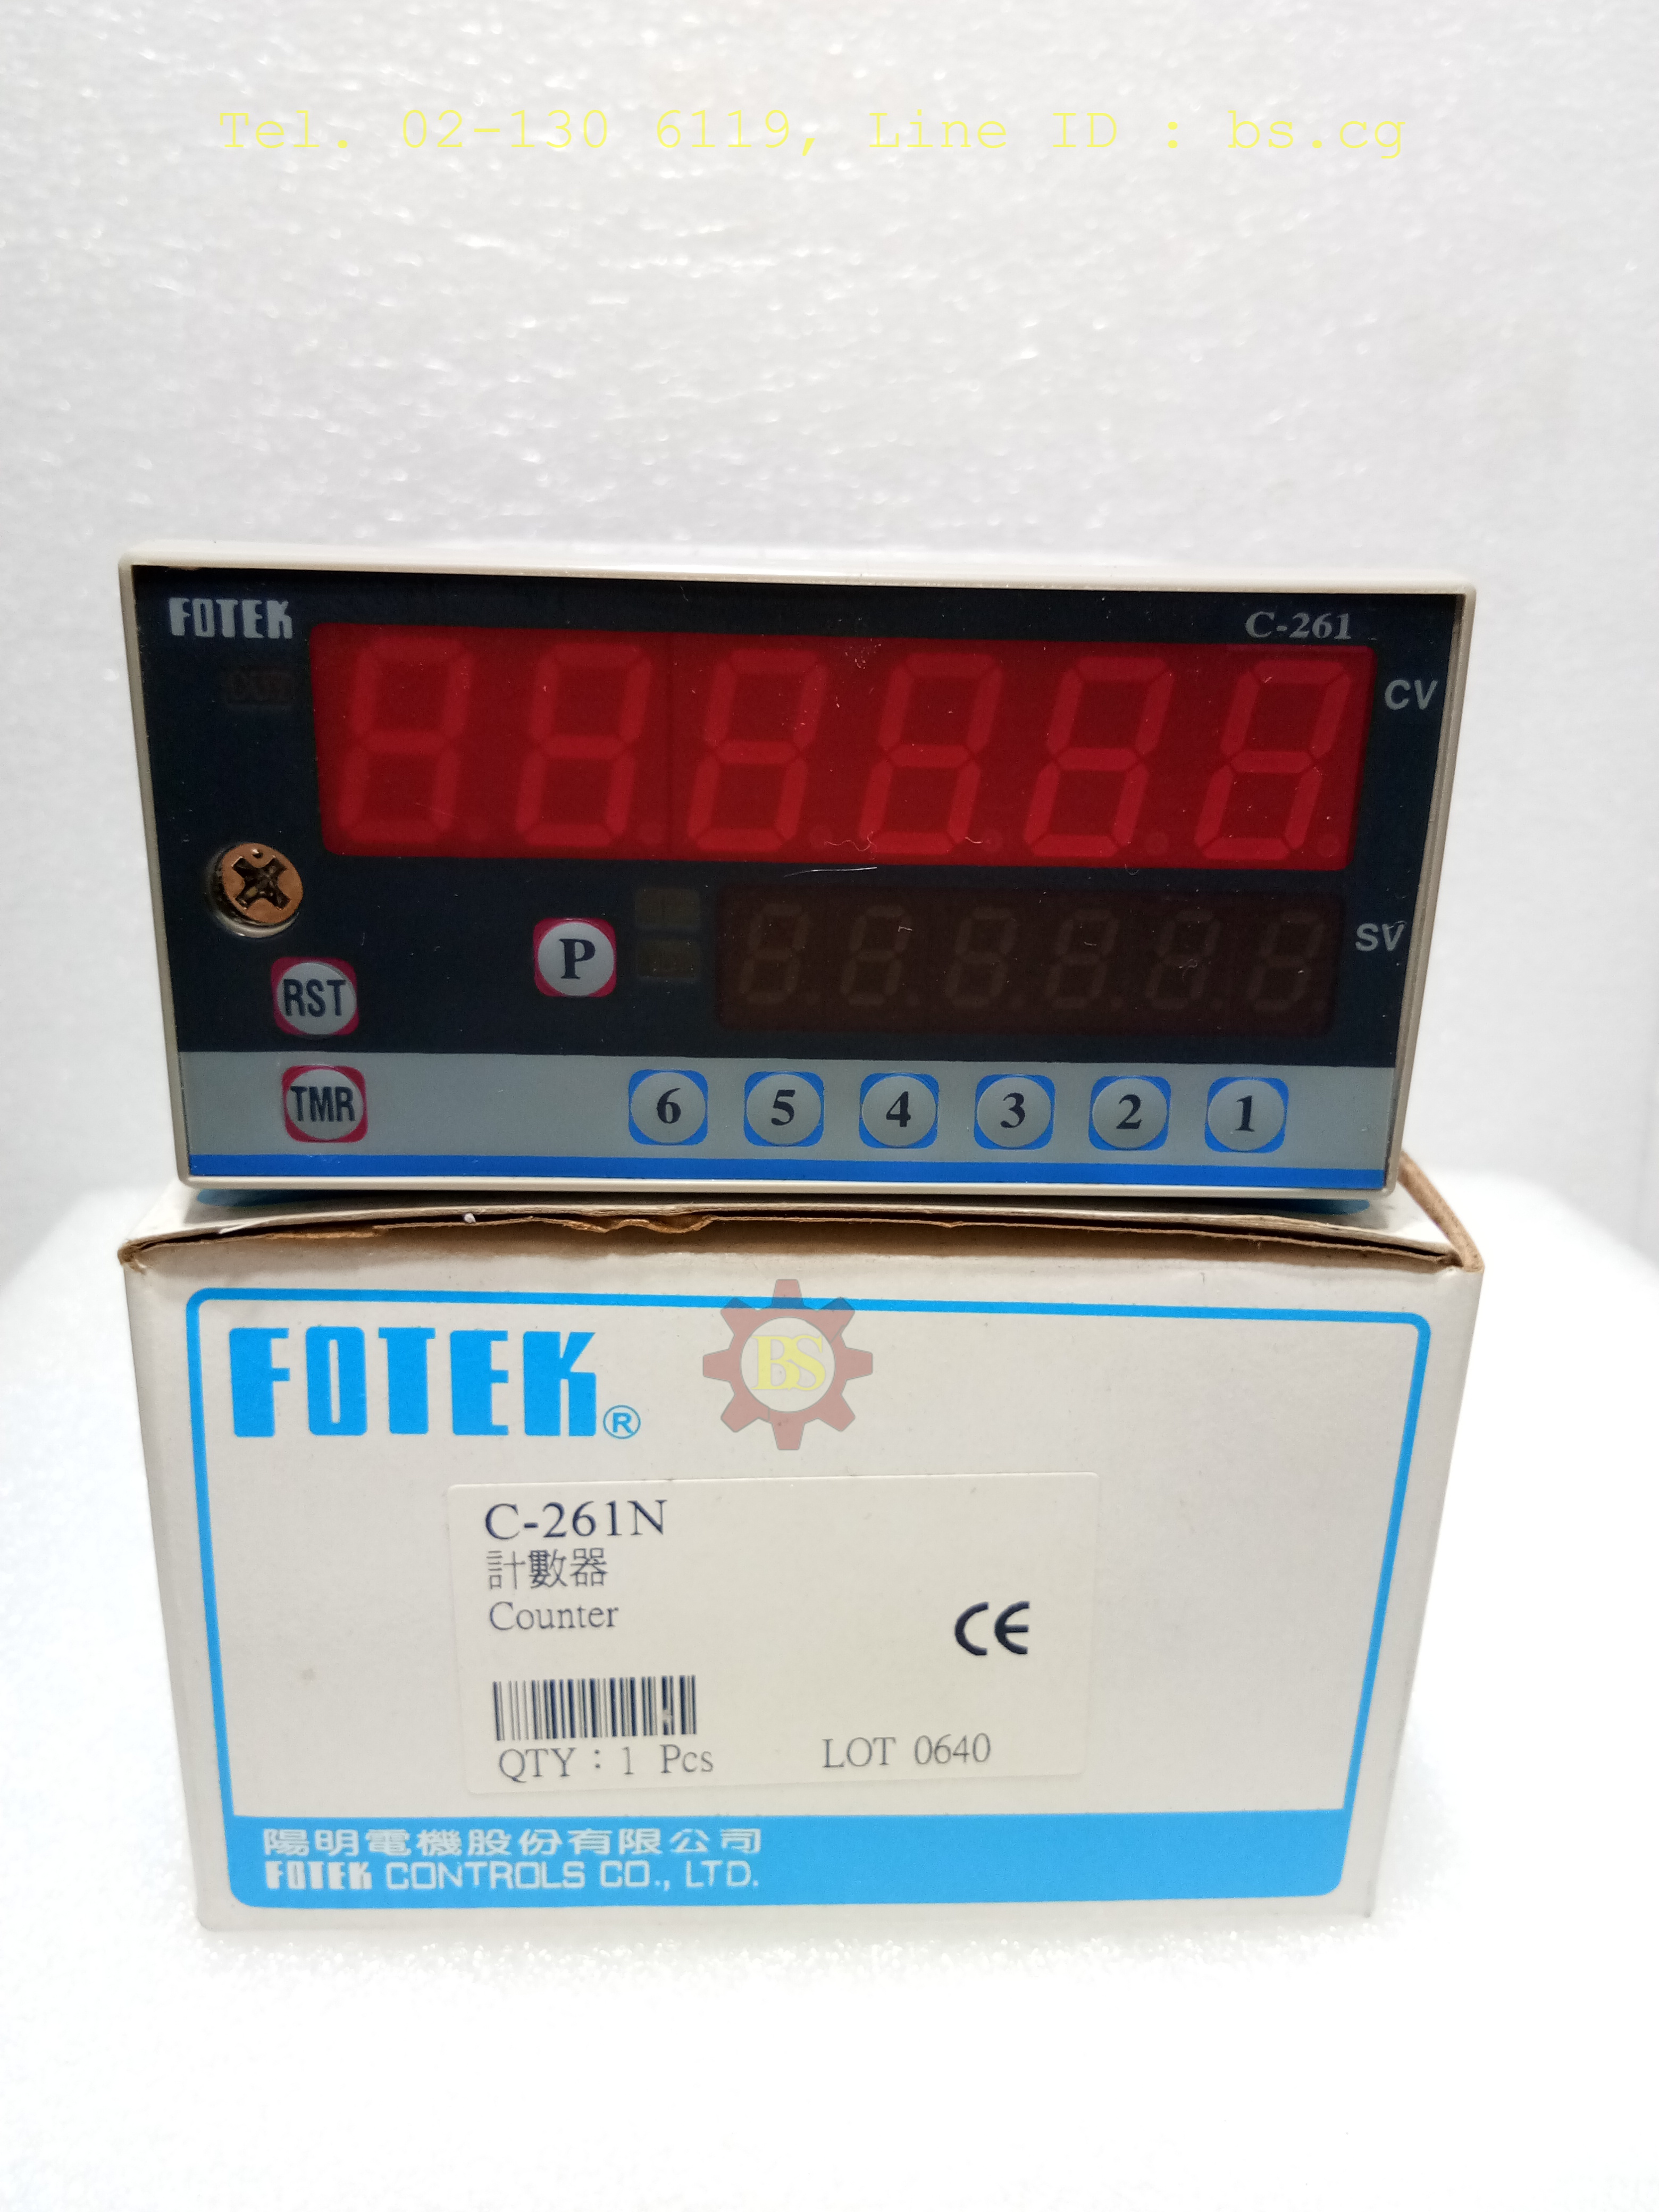 Tel. 02-130 6119, Line ID : bs.cg
FOTEK
C-261
OUT
CV
P
SV
RST
TMR
6 5 4 3 2 1
FOTEK®
BS
C-261N
計數器
Counter
CE
QTY : 1 Pcs
LOT 0640
陽明電機股份有限公司
FOTEK CONTROLS CO., LTD.